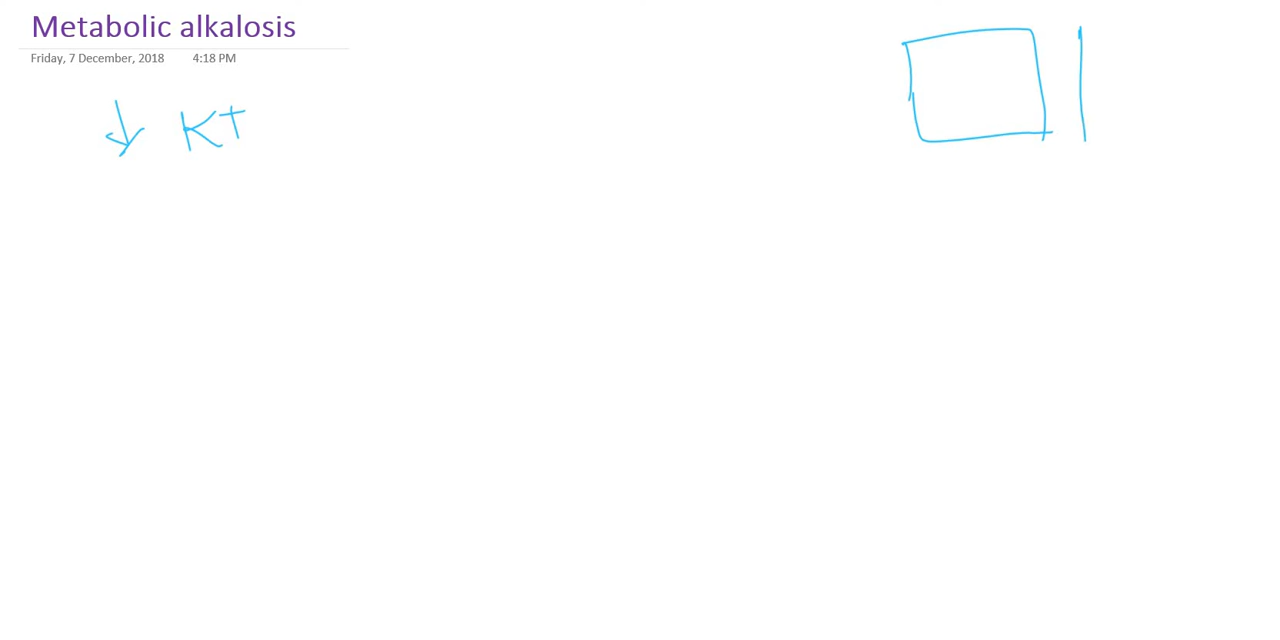 Metabolic alkalosis
Friday, 7 December, 2018 4:18 PM
↓ K+